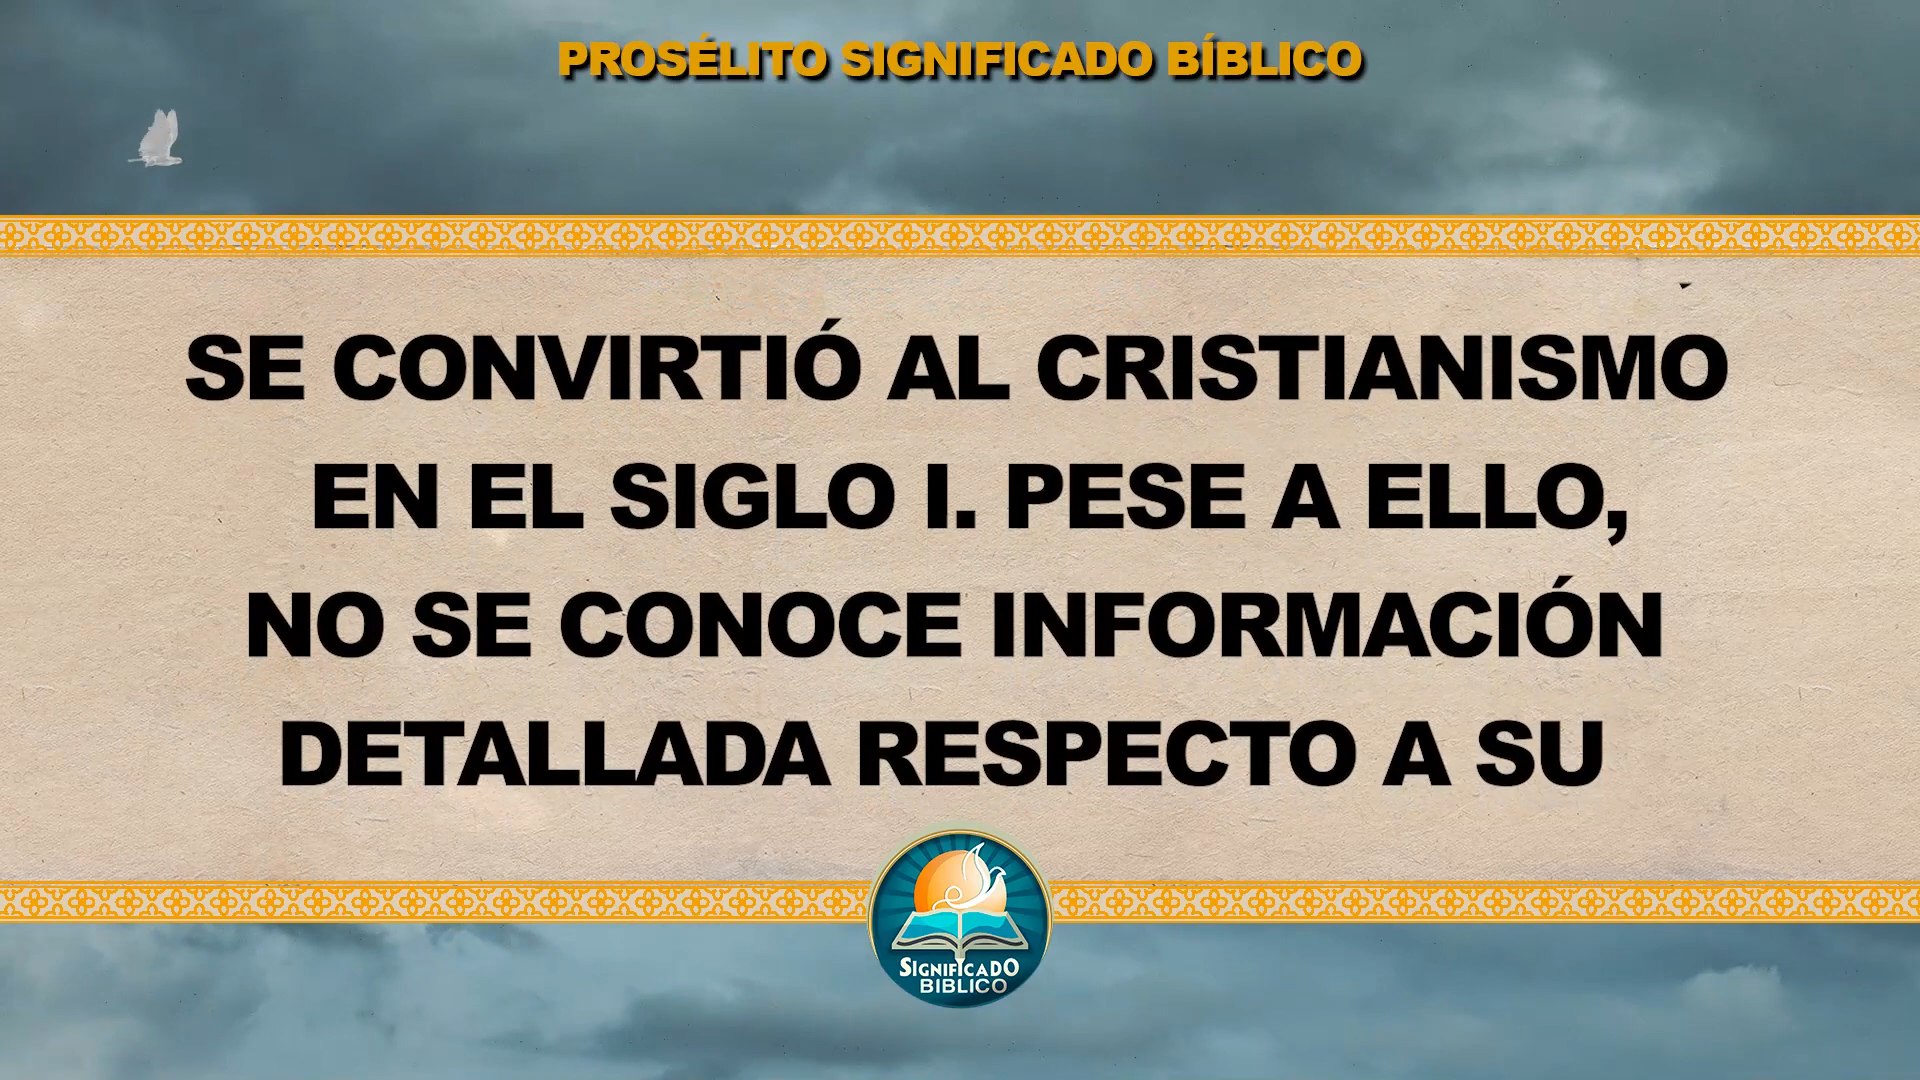 PROSÉLITO SIGNIFICADO BÍBLICO
SE CONVIRTIÓ AL CRISTIANISMO
EN EL SIGLO I. PESE A ELLO,
NO SE CONOCE INFORMACIÓN
DETALLADA RESPECTO A SU
SIGNIFICADO
BIBLICO